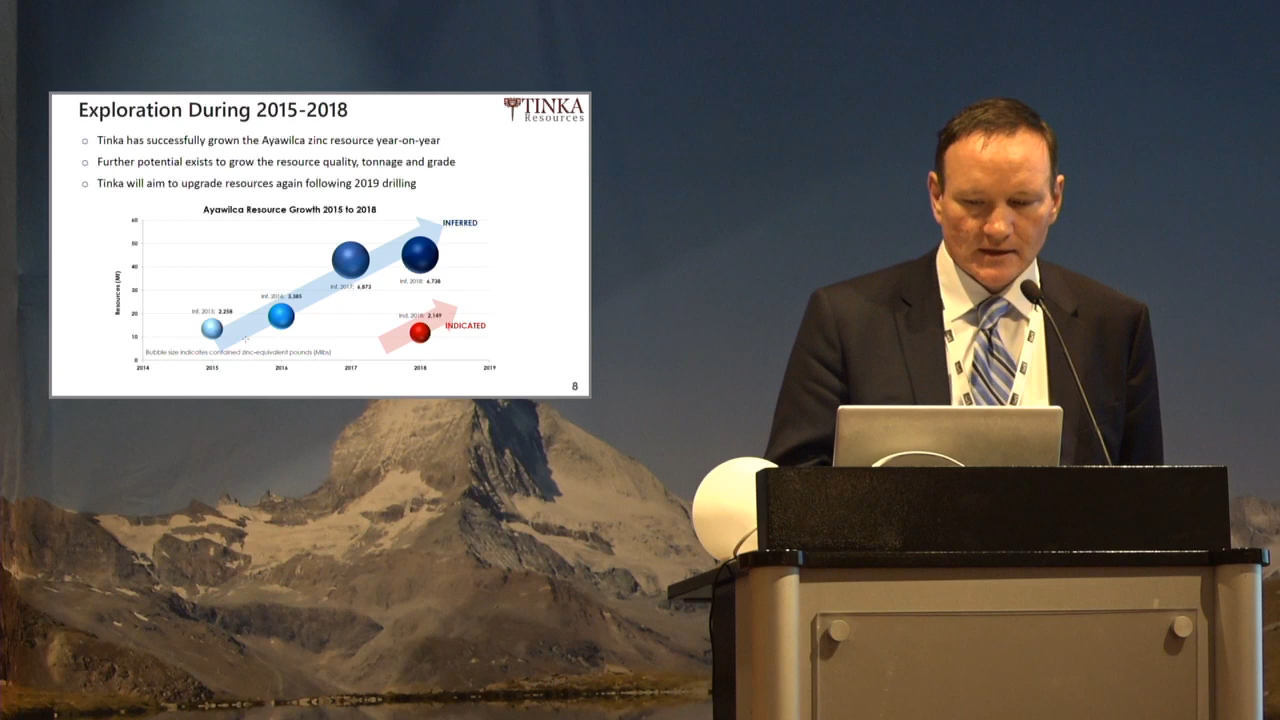 Exploration During 2015-2018
TINKA
Resources
Tinka has successfully grown the Ayawilca zinc resource year-on-year
Further potential exists to grow the resource quality, tonnage and grade
Tinka will aim to upgrade resources again following 2019 drilling
Ayawilca Resource Growth 2015 to 2018
Resources (Mt)
60
50
40
30
20
10
0
INFERRED
Inf. 2018; 6,738
Inf. 2017; 6,873
Inf. 2016; 3,385
Inf. 2015; 2,258
Ind. 2018; 2,149
INDICATED
Bubble size indicates contained zinc-equivalent pounds (Mlbs)
2014 2015 2016 2017 2018 2019
8